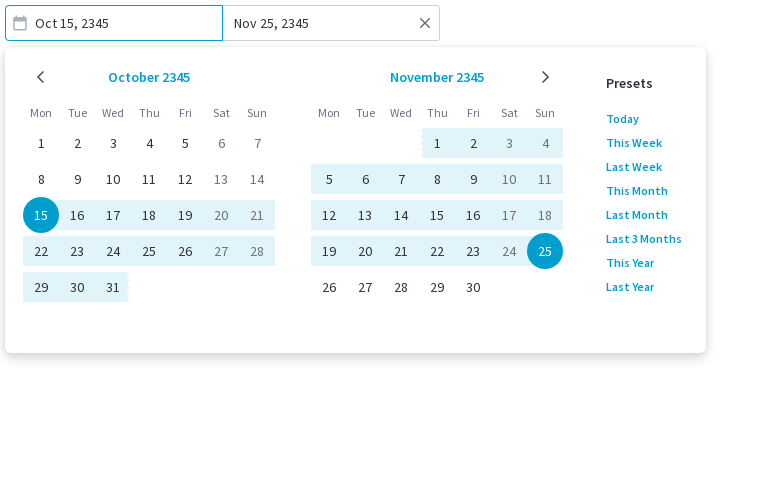 Oct 15, 2345 Nov 25, 2345
October 2345
Mon Tue Wed Thu Fri Sat Sun
1 2 3 4 5 6 7
8 9 10 11 12 13 14
15 16 17 18 19 20 21
22 23 24 25 26 27 28
29 30 31
November 2345
Mon Tue Wed Thu Fri Sat Sun
1 2 3 4
5 6 7 8 9 10 11
12 13 14 15 16 17 18
19 20 21 22 23 24 25
26 27 28 29 30
Presets
Today
This Week
Last Week
This Month
Last Month
Last 3 Months
This Year
Last Year